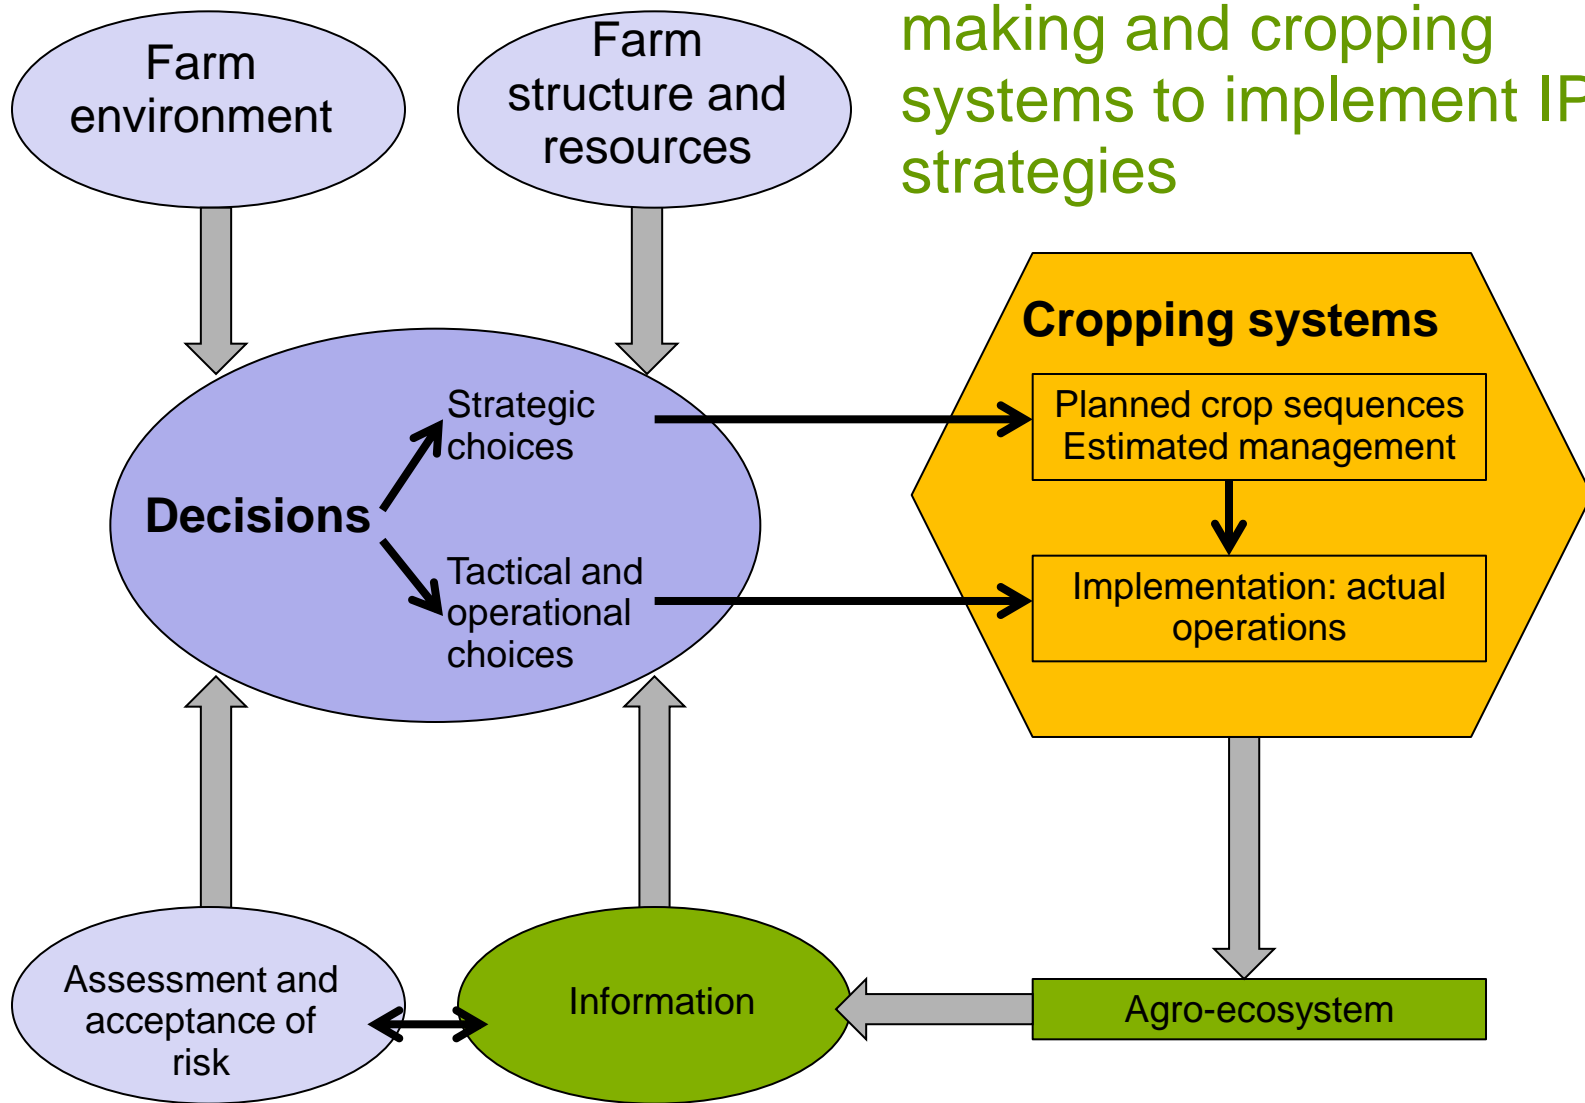 making and cropping
systems to implement IP
strategies
Farm
environment
Farm
structure and
resources
Decisions
Strategic
choices
Tactical and
operational
choices
Cropping systems
Planned crop sequences
Estimated management
Implementation: actual
operations
Assessment and
acceptance of
risk
Information
Agro-ecosystem